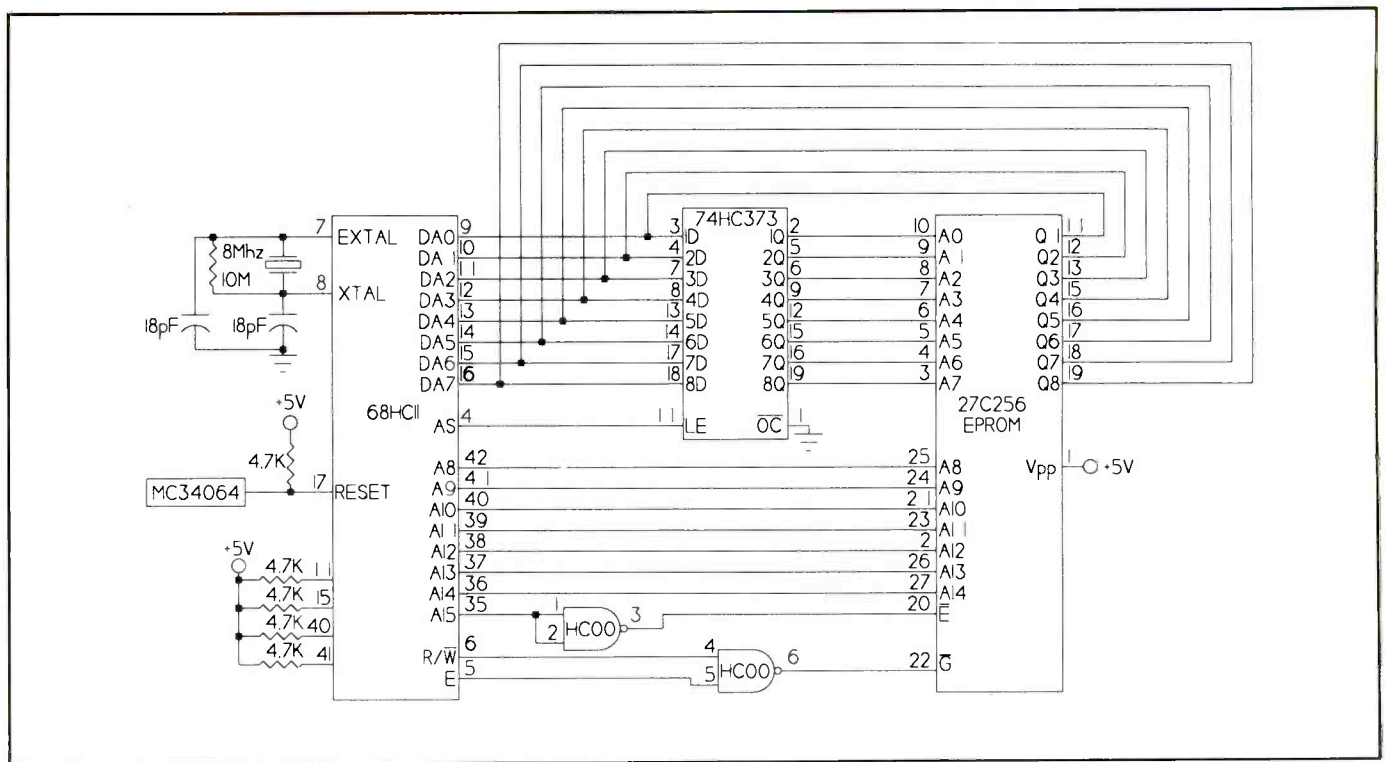 7 EXTAL
8Mhz
10M
8 XTAL
18pF
18pF
+5V
4.7K
MC34064
17 RESET
+5V
4.7K 11
4.7K 15
4.7K 40
4.7K 41
68HC11
DA0 9
DA1 10
DA2 11
DA3 12
DA4 13
DA5 14
DA6 15
DA7 16
AS 4
A8 42
A9 41
A10 40
A11 39
A12 38
A13 37
A14 36
A15 35
R/W̅ 6
E 5
74HC373
3 1D 1Q 2
4 2D 2Q 5
7 3D 3Q 6
8 4D 4Q 9
13 5D 5Q 12
14 6D 6Q 15
17 7D 7Q 16
18 8D 8Q 19
11 LE O̅C̅ 1
1
2 HC00 3
4
5 HC00 6
10 A0 Q1 11
9 A1 Q2 12
8 A2 Q3 13
7 A3 Q4 15
6 A4 Q5 16
5 A5 Q6 17
4 A6 Q7 18
3 A7 Q8 19
27C256
EPROM
25 A8 Vpp 1 +5V
24 A9
21 A10
23 A11
2 A12
26 A13
27 A14
20 E̅
22 G̅